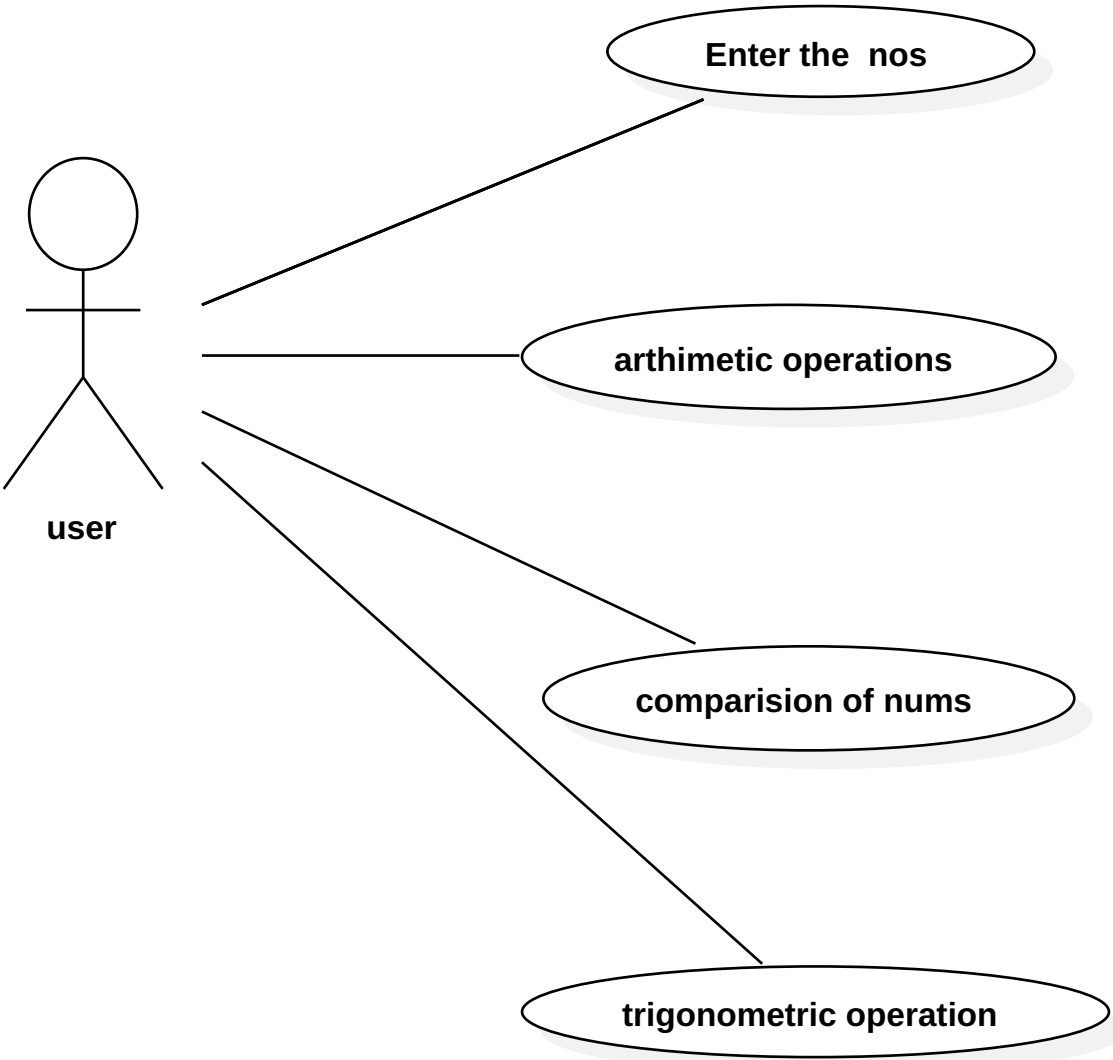 Enter the  nos
arthimetic operations
user
comparision of nums
trigonometric operation